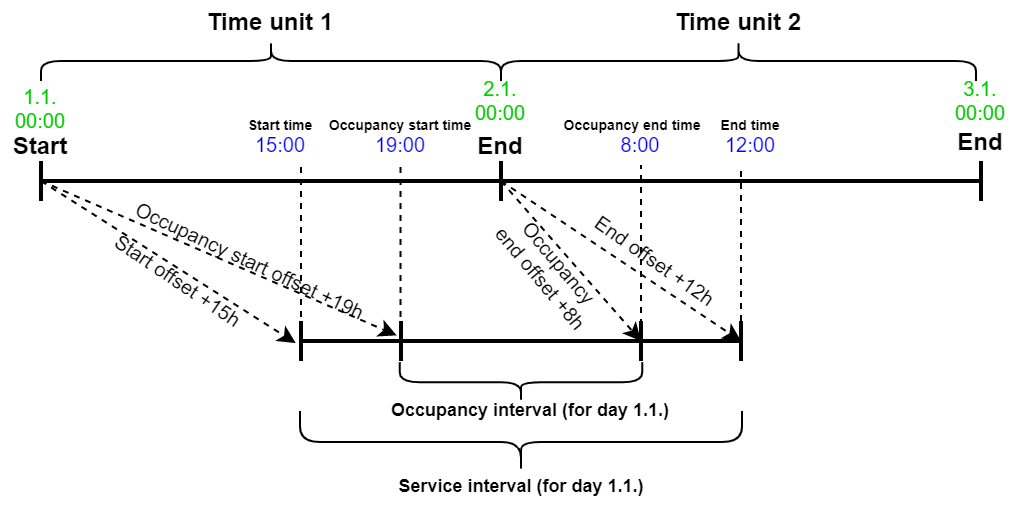 Time unit 1
Time unit 2
1.1.
00:00
Start
2.1.
00:00
End
3.1.
00:00
End
Start time
15:00
Occupancy start time
19:00
Occupancy end time
8:00
End time
12:00
Occupancy start offset +19h
Start offset +15h
Occupancy
end offset +8h
End offset +12h
Occupancy interval (for day 1.1.)
Service interval (for day 1.1.)